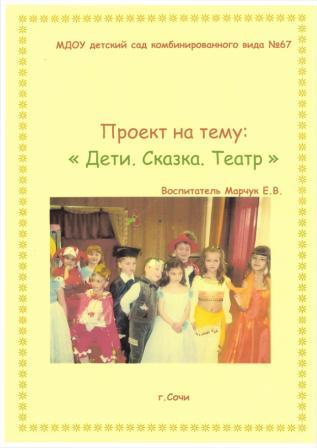 МДОУ детский сад комбинированного вида №67
Проект на тему:
« Дети. Сказка. Театр »
Воспитатель Марчук Е.В.
г.Сочи